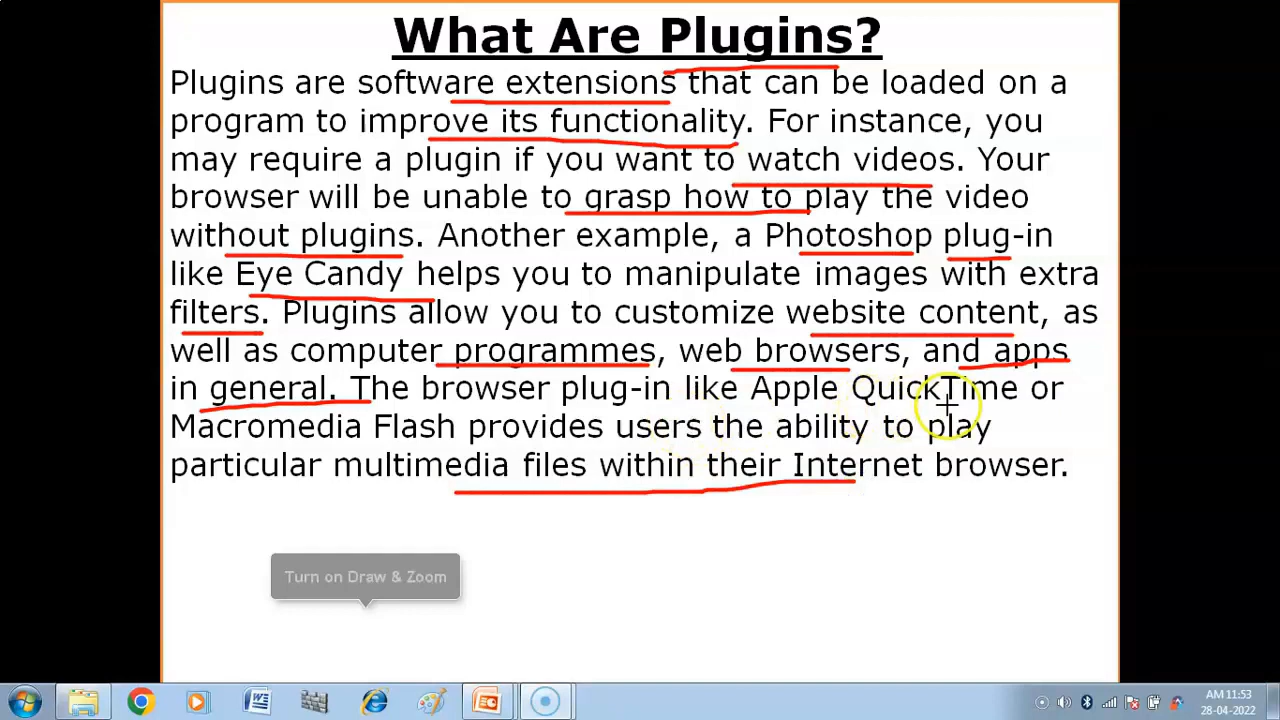 What Are Plugins?
Plugins are software extensions that can be loaded on a
program to improve its functionality. For instance, you
may require a plugin if you want to watch videos. Your
browser will be unable to grasp how to play the video
without plugins. Another example, a Photoshop plug-in
like Eye Candy helps you to manipulate images with extra
filters. Plugins allow you to customize website content, as
well as computer programmes, web browsers, and apps
in general. The browser plug-in like Apple QuickTime or
Macromedia Flash provides users the ability to play
particular multimedia files within their Internet browser.
Turn on Draw & Zoom
AM 11:53
28-04-2022